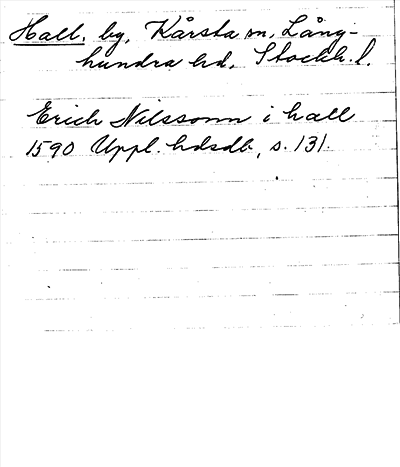 Hall, by, Kårsta sn, Lång-
hundra hd, Stockh. l.
Erich Nilssonn i hall
1590 Uppl. hdsdb, s. 131.